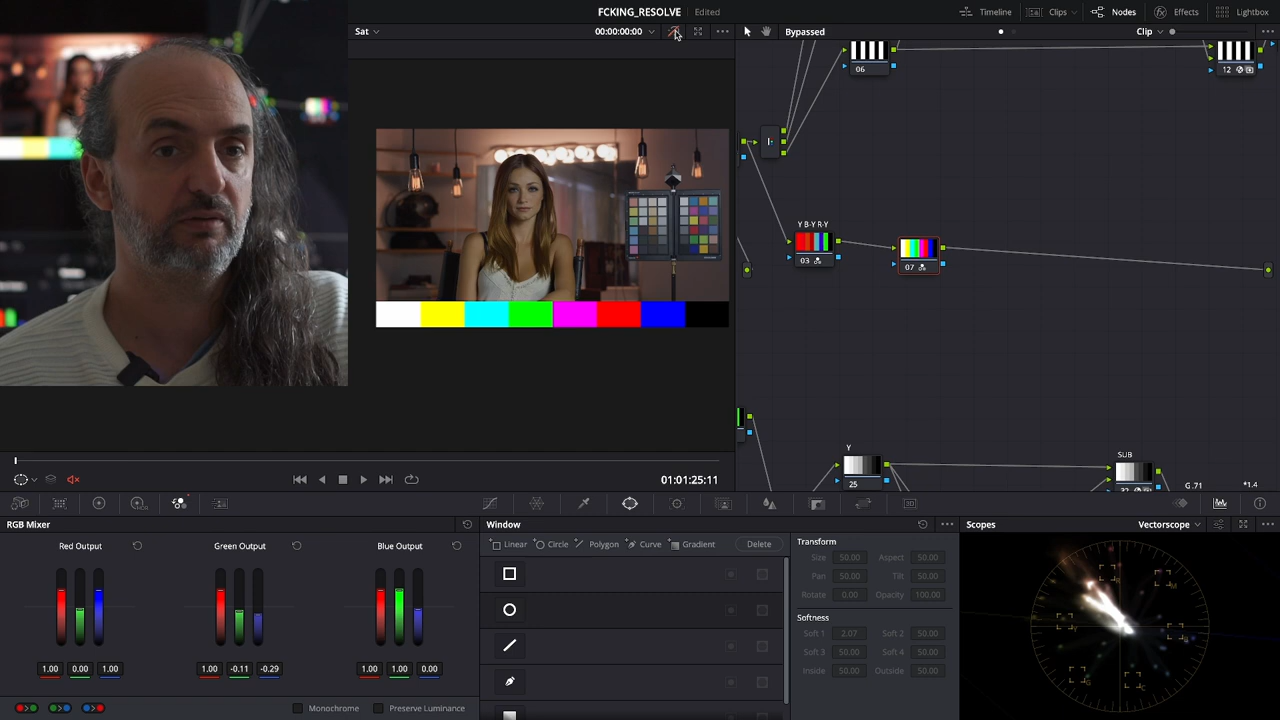 FCKING_RESOLVE Edited
Timeline Clips Nodes Effects Lightbox
Sat 00:00:00:00 Bypassed Clip
06 12
Y B-Y R-Y
03 07
Y SUB
25
01:01:25:11 G.71 *1.4
RGB Mixer Window Scopes Vectorscope
Red Output Green Output Blue Output
Linear Circle Polygon Curve Gradient Delete
Transform
Size 50.00 Aspect 50.00
Pan 50.00 Tilt 50.00
Rotate 0.00 Opacity 100.00
Softness
Soft 1 2.07 Soft 2 50.00
Soft 3 50.00 Soft 4 50.00
Inside 50.00 Outside 50.00
1.00 0.00 1.00 1.00 -0.11 -0.29 1.00 1.00 0.00
Monochrome Preserve Luminance